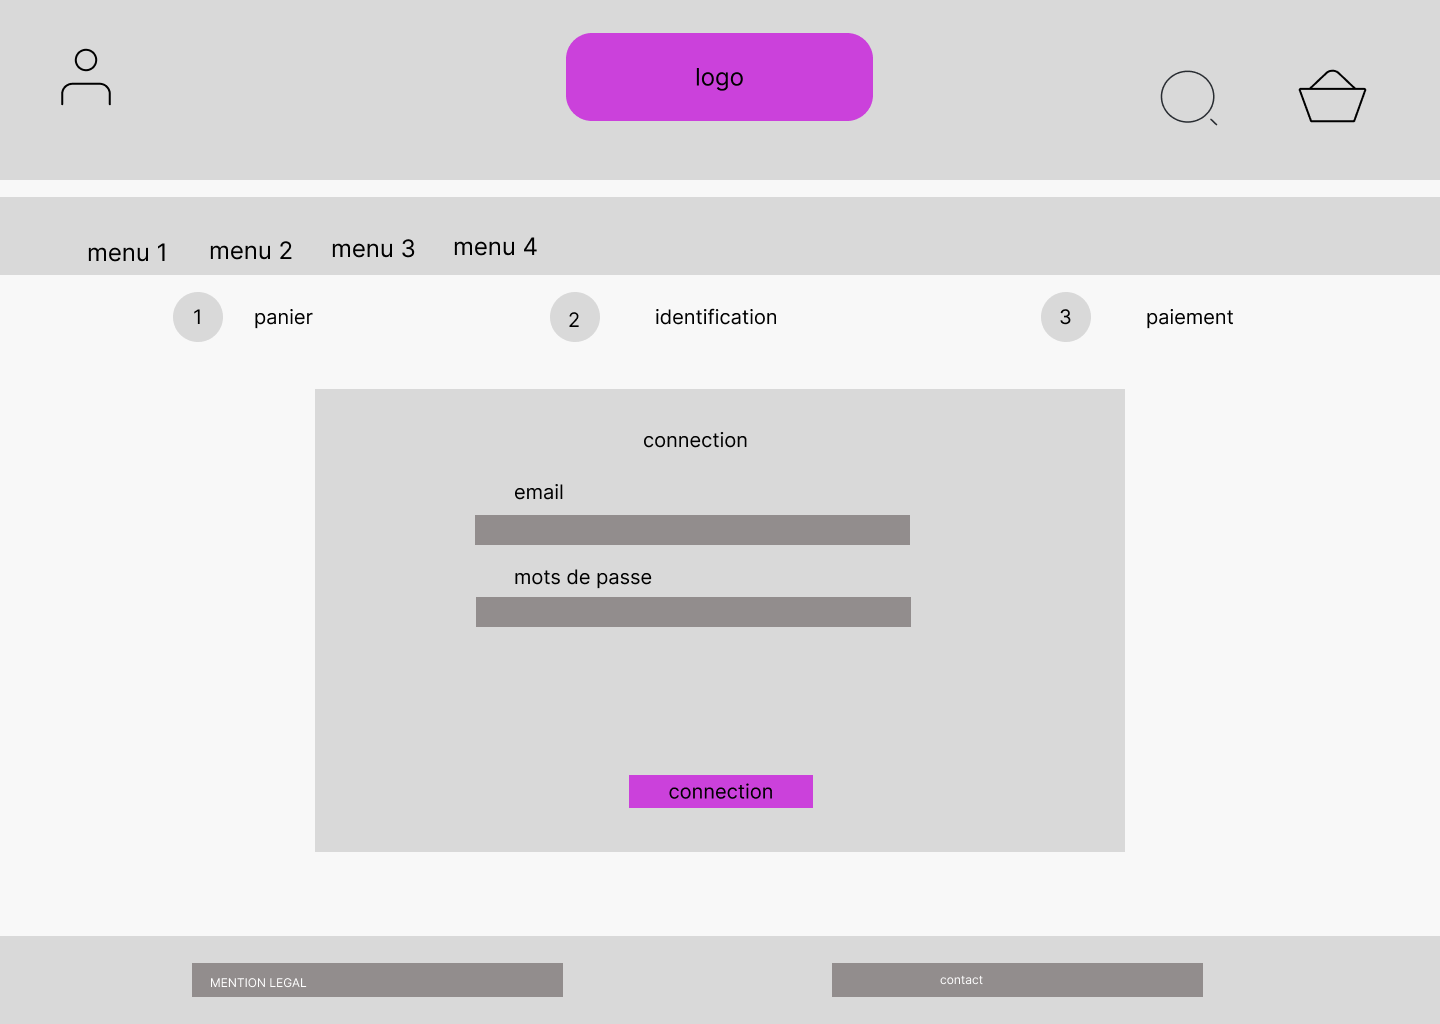 logo
menu 1 menu 2 menu 3 menu 4
1 panier 2 identification 3 paiement
connection
email
mots de passe
connection
MENTION LEGAL contact